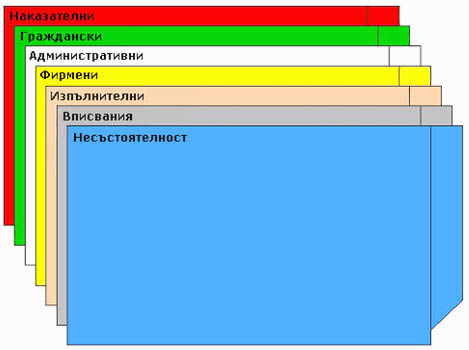 Наказателни
Граждански
Административни
Фирмени
Изпълнителни
Вписвания
Несъстоятелност